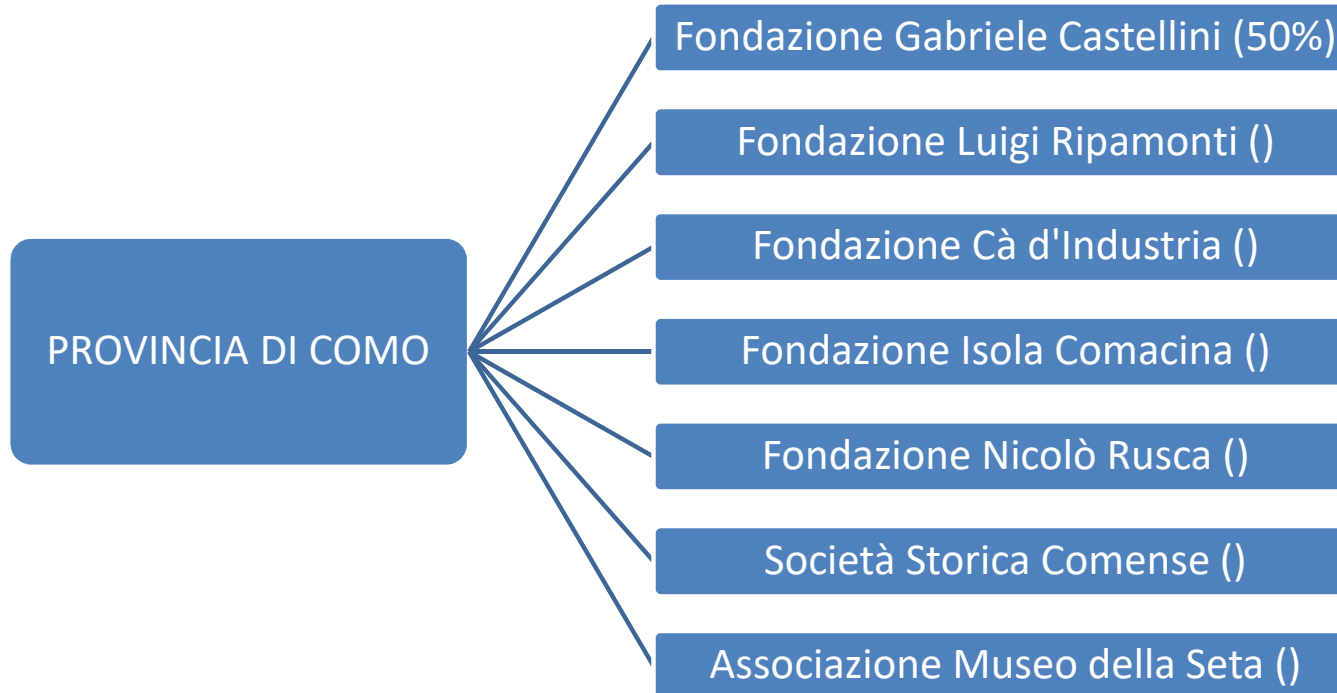 Fondazione Gabriele Castellini (50%)
Fondazione Luigi Ripamonti ()
Fondazione Cà d'Industria ()
PROVINCIA DI COMO
Fondazione Isola Comacina ()
Fondazione Nicolò Rusca ()
Società Storica Comense ()
Associazione Museo della Seta ()